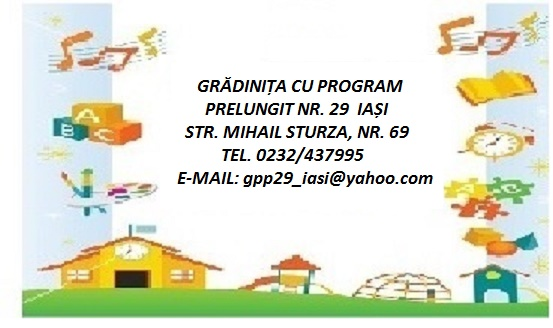 GRĂDINIȚA CU PROGRAM
PRELUNGIT NR. 29 IAȘI
STR. MIHAIL STURZA, NR. 69
TEL. 0232/437995
E-MAIL: gpp29_iasi@yahoo.com
A
B C